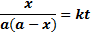 x / a(a − x) = kt